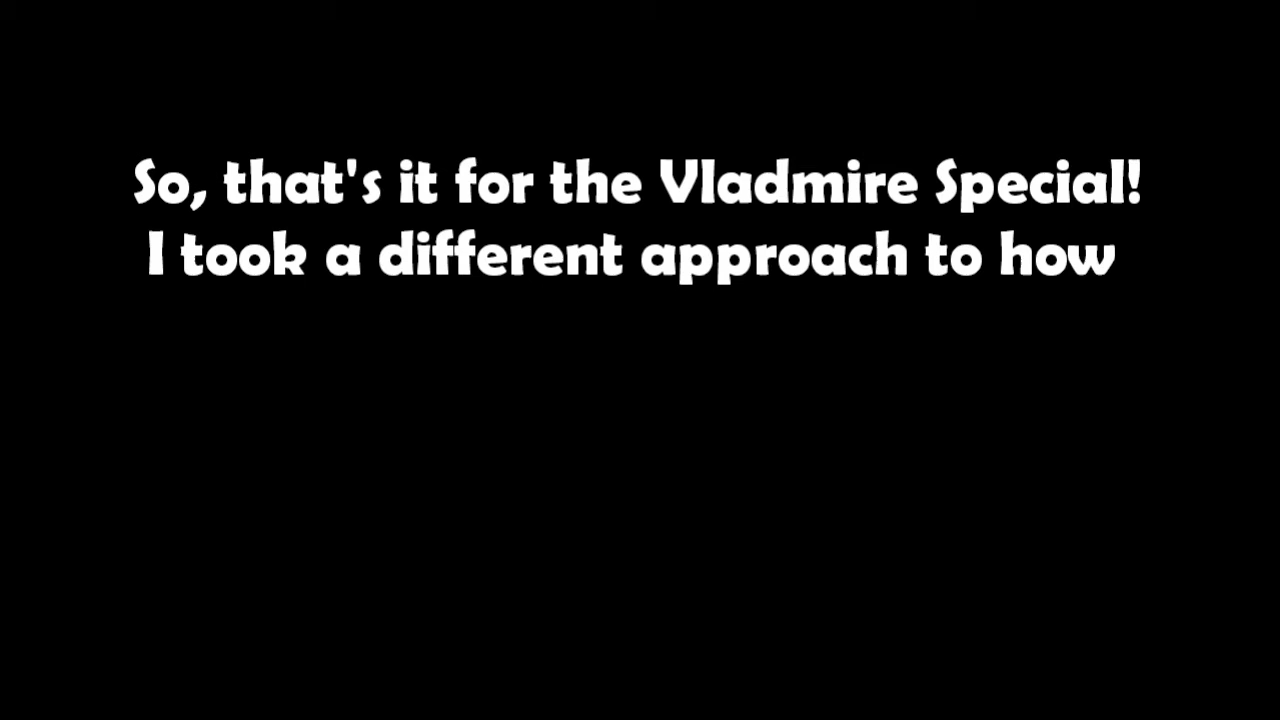 So, that's it for the Vladmire Special!
I took a different approach to how